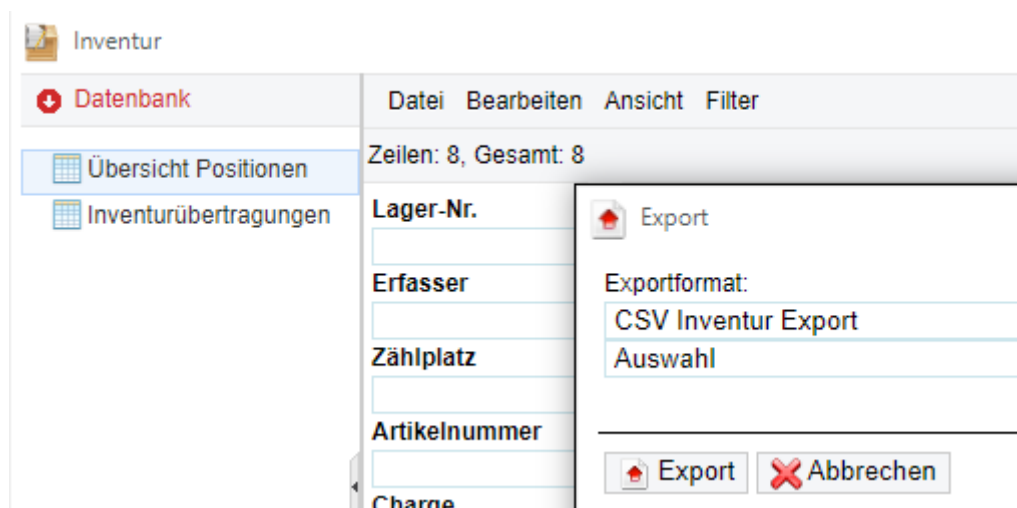 Inventur
Datenbank
Datei Bearbeiten Ansicht Filter
Übersicht Positionen
Inventurübertragungen
Zeilen: 8, Gesamt: 8
Lager-Nr.
Erfasser
Zählplatz
Artikelnummer
Charge
Export
Exportformat:
CSV Inventur Export
Auswahl
Export Abbrechen